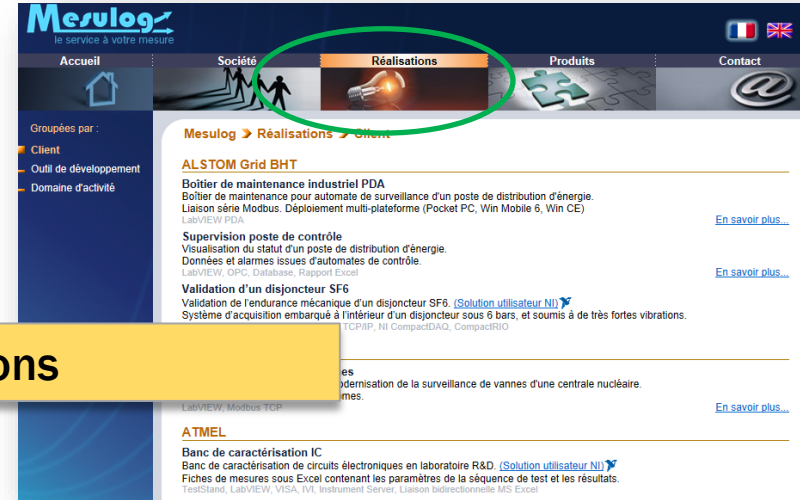 Mesulog
le service à votre mesure
Accueil
Société
Réalisations
Produits
Contact
Groupées par :
Client
Outil de développement
Domaine d'activité
Mesulog > Réalisations > Client
ALSTOM Grid BHT
Boîtier de maintenance industriel PDA
Boîtier de maintenance pour automate de surveillance d'un poste de distribution d'énergie.
Liaison série Modbus. Déploiement multi-plateforme (Pocket PC, Win Mobile 6, Win CE)
LabVIEW PDA
En savoir plus...
Supervision poste de contrôle
Visualisation du statut d'un poste de distribution d'énergie.
Données et alarmes issues d'automates de contrôle.
LabVIEW, OPC, Database, Rapport Excel
En savoir plus...
Validation d'un disjoncteur SF6
Validation de l'endurance mécanique d'un disjoncteur SF6. (Solution utilisateur NI)
Système d'acquisition embarqué à l'intérieur d'un disjoncteur sous 6 bars, et soumis à de très fortes vibrations.
TCP/IP, NI CompactDAQ, CompactRIO
ons
es
odernisation de la surveillance de vannes d'une centrale nucléaire.
omes.
LabVIEW, Modbus TCP
En savoir plus...
ATMEL
Banc de caractérisation IC
Banc de caractérisation de circuits électroniques en laboratoire R&D. (Solution utilisateur NI)
Fiches de mesures sous Excel contenant les paramètres de la séquence de test et les résultats.
TestStand, LabVIEW, VISA, IVI, Instrument Server, Liaison bidirectionnelle MS Excel